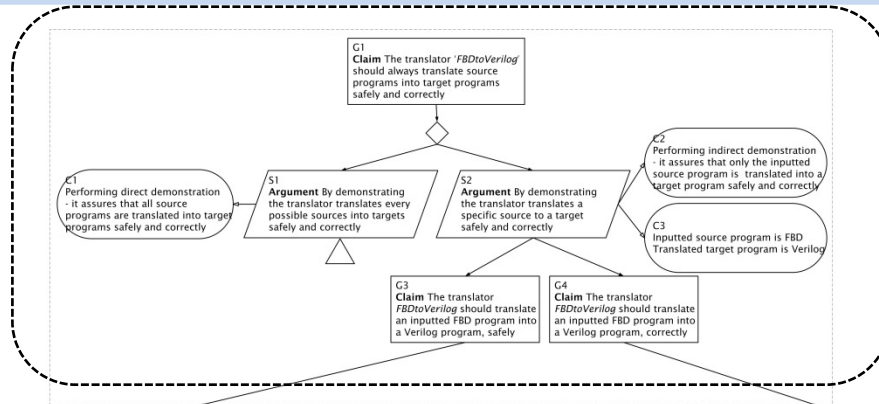 G1
Claim The translator 'FBDtoVerilog'
should always translate source
programs into target programs
safely and correctly
C1
Performing direct demonstration
- it assures that all source
programs are translated into target
programs safely and correctly
S1
Argument By demonstrating
the translator translates every
possible sources into targets
safely and correctly
S2
Argument By demonstrating
the translator translates a
specific source to a target
safely and correctly
C2
Performing indirect demonstration
- it assures that only the inputted
source program is translated into a
target program safely and correctly
C3
Inputted source program is FBD
Translated target program is Verilog
G3
Claim The translator
FBDtoVerilog should translate
an inputted FBD program into
a Verilog program, safely
G4
Claim The translator
FBDtoVerilog should translate
an inputted FBD program into
a Verilog program, correctly